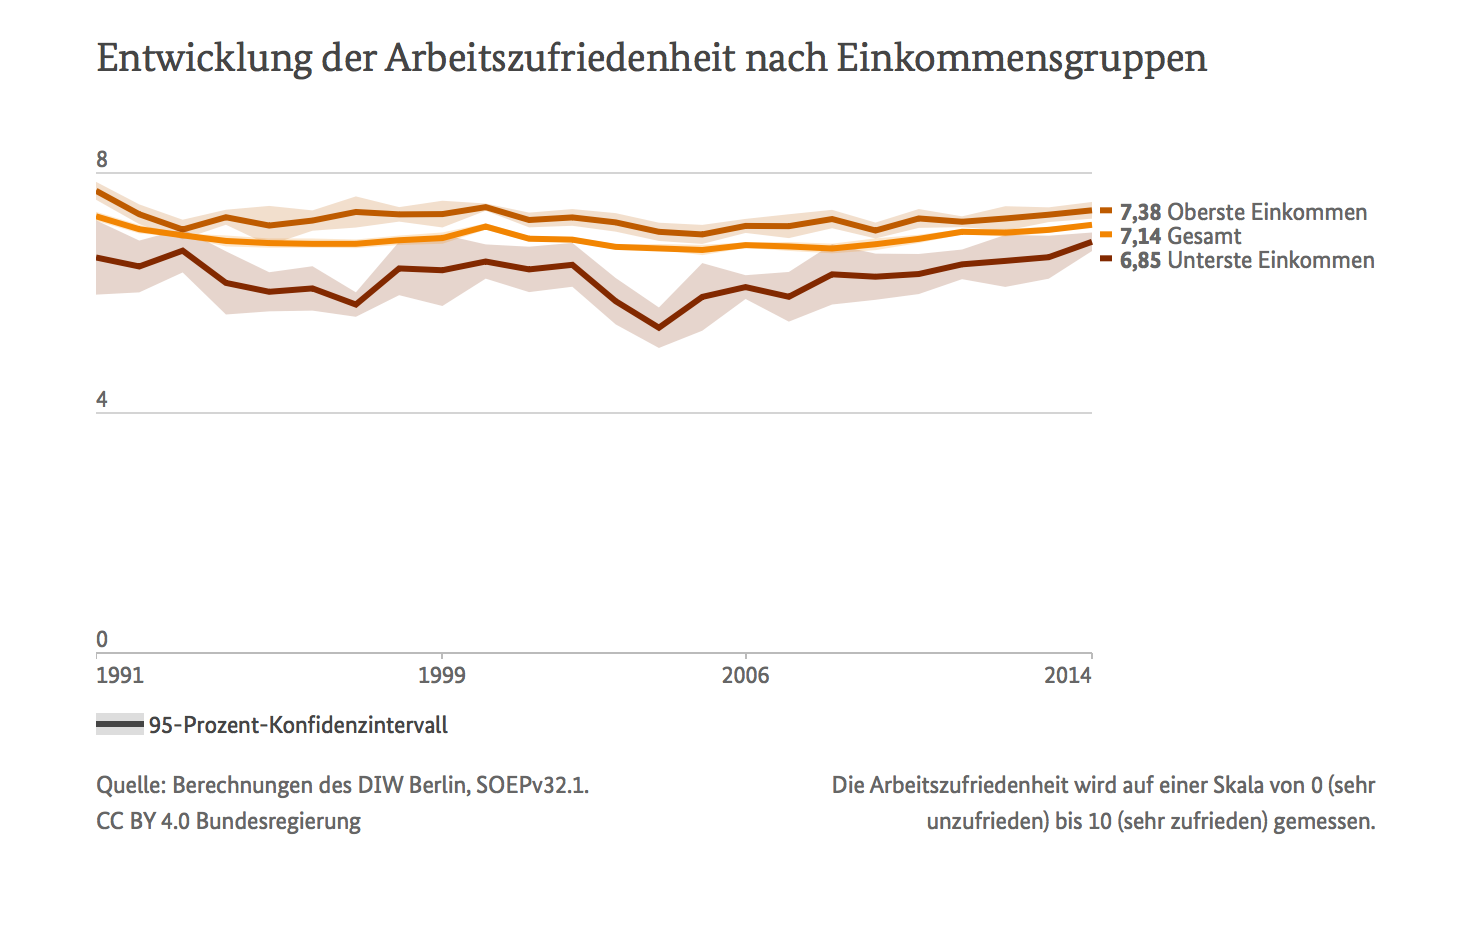 Entwicklung der Arbeitszufriedenheit nach Einkommensgruppen
8
7,38 Oberste Einkommen
7,14 Gesamt
6,85 Unterste Einkommen
4
0
1991 1999 2006 2014
95-Prozent-Konfidenzintervall
Quelle: Berechnungen des DIW Berlin, SOEPv32.1.
CC BY 4.0 Bundesregierung
Die Arbeitszufriedenheit wird auf einer Skala von 0 (sehr
unzufrieden) bis 10 (sehr zufrieden) gemessen.